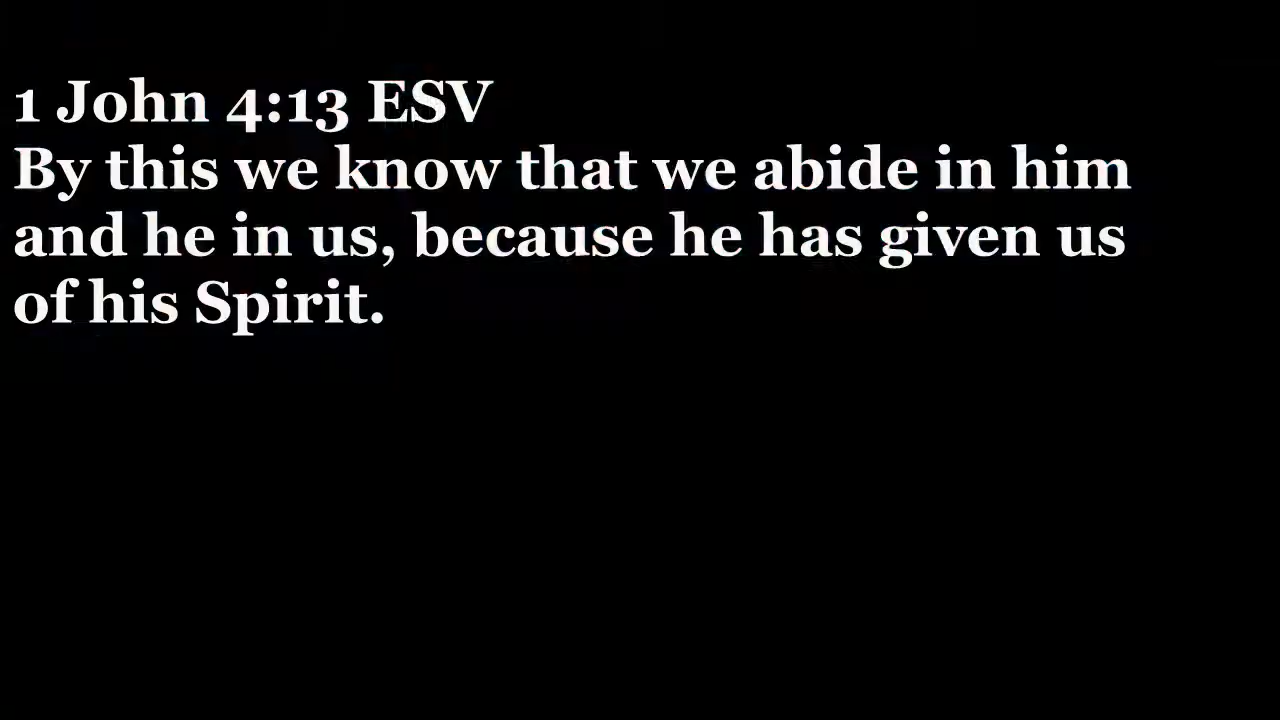 1 John 4:13 ESV
By this we know that we abide in him
and he in us, because he has given us
of his Spirit.